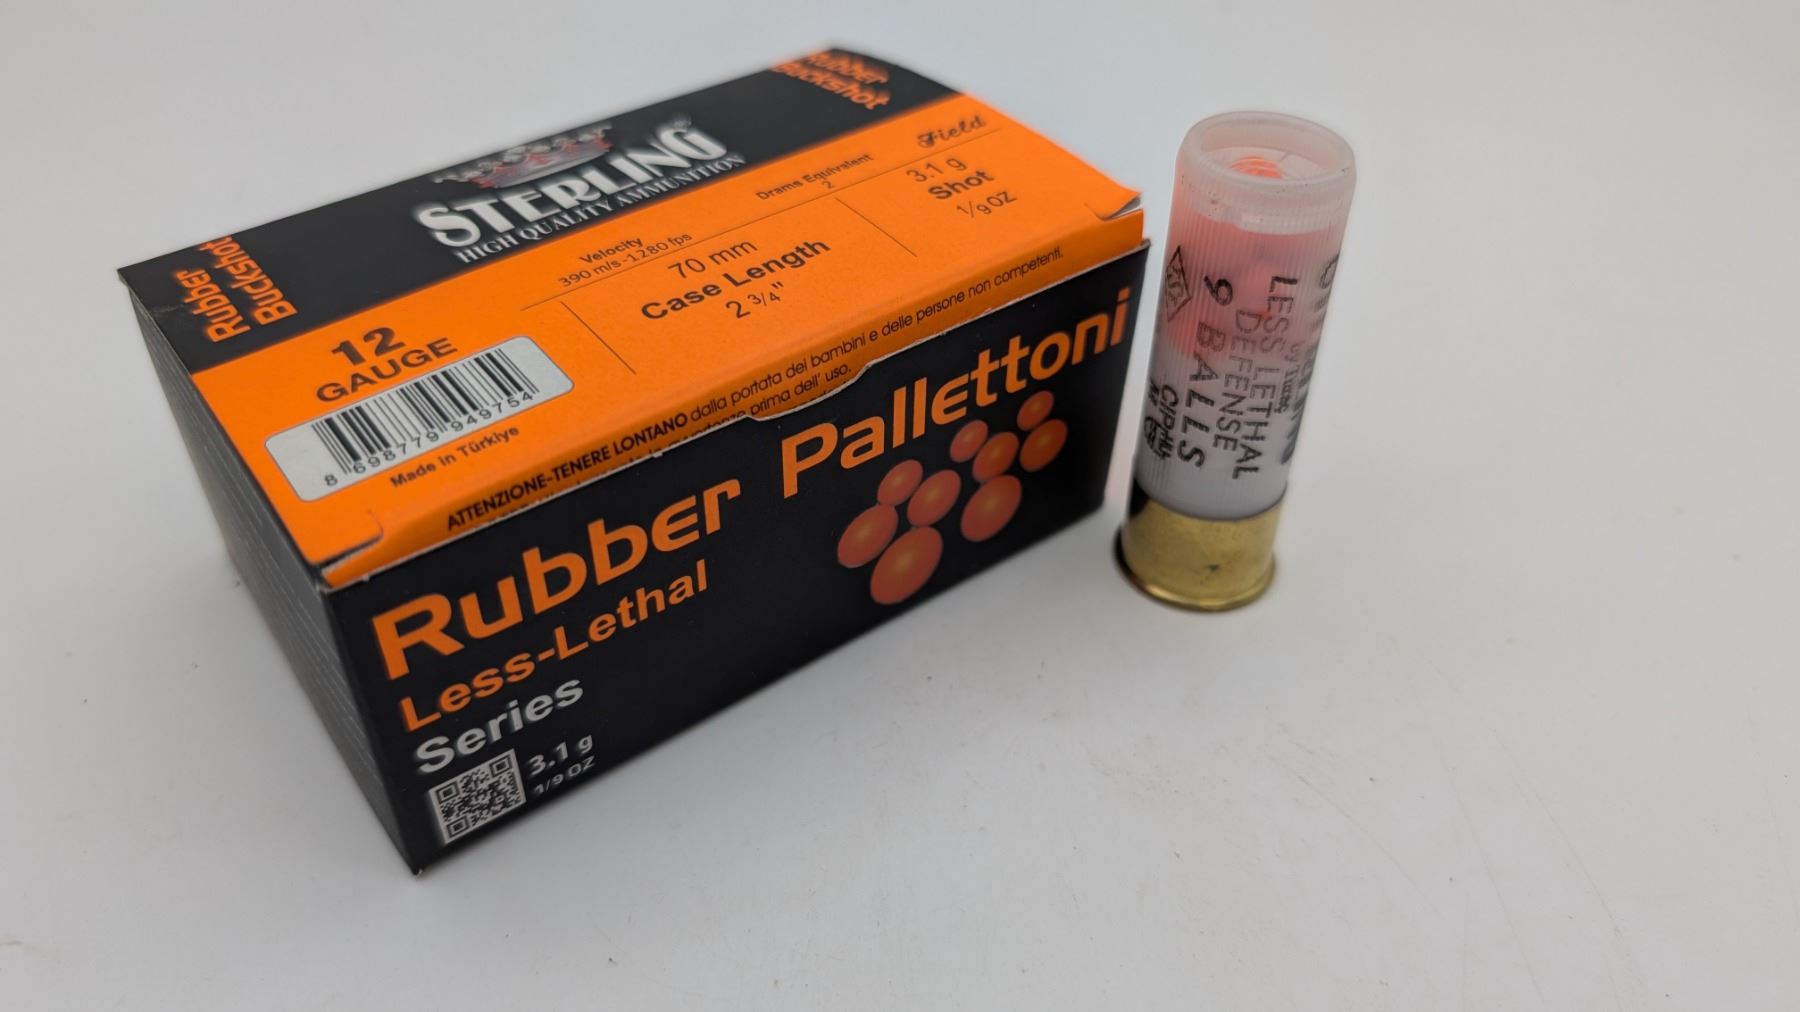 Rubber
Buckshot
STERLING
HIGH QUALITY AMMUNITION
Rubber
Buckshot
12
GAUGE
Velocity
390 m/s-1280 fps
70 mm
Case Length
2 3/4"
Drams Equivalent
2
Field
3.1 g
Shot
1/9 OZ
8 698779 949754
Made in Türkiye
ATTENZIONE-TENERE LONTANO dalla portata dei bambini e delle persone non competenti.
prima dell' uso.
Rubber Pallettoni
Less-Lethal
Series
3.1 g
1/9 OZ
LESS LETHAL
DEFENSE
9 BALLS